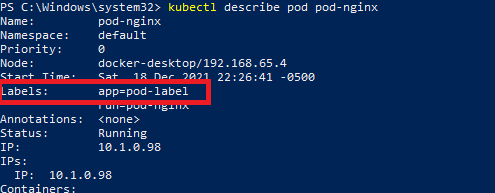 PS C:\Windows\system32> kubectl describe pod pod-nginx
Name: pod-nginx
Namespace: default
Priority: 0
Node: docker-desktop/192.168.65.4
Start Time: Sat, 18 Dec 2021 22:26:41 -0500
Labels: app=pod-label
run=pod-nginx
Annotations: <none>
Status: Running
IP: 10.1.0.98
IPs:
IP: 10.1.0.98
Containers: